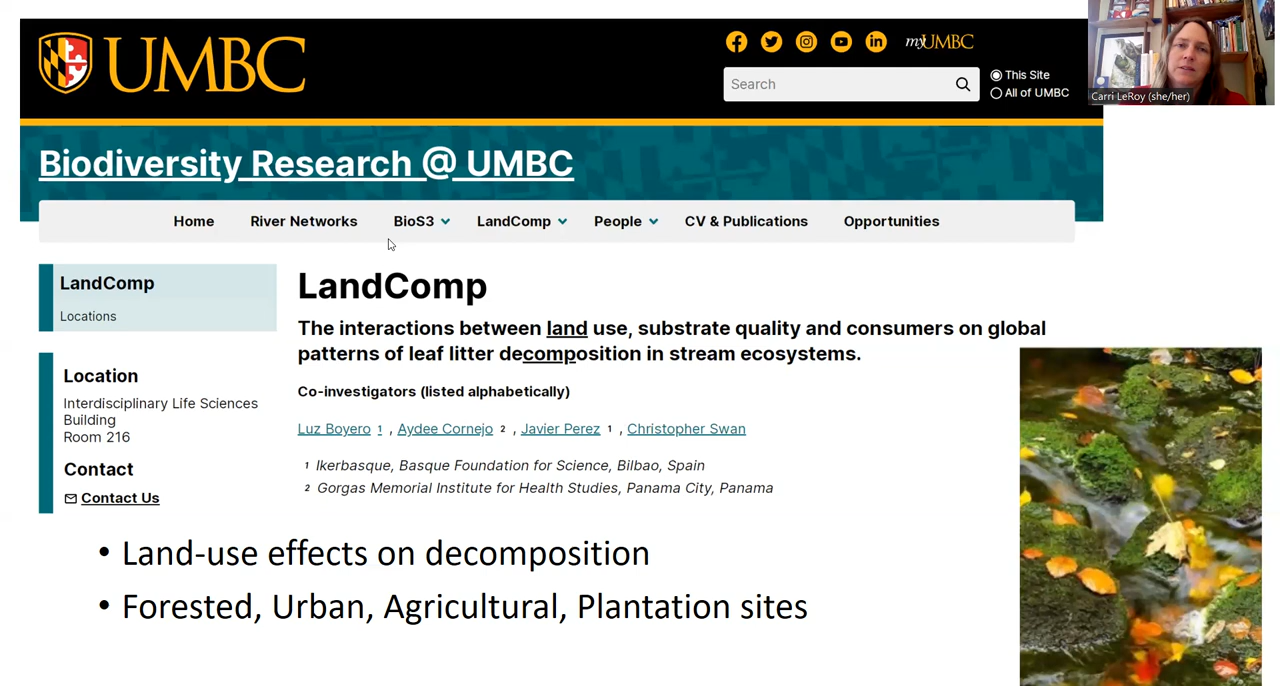 UMBC
myUMBC
Search
This Site
All of UMBC
Carri LeRoy (she/her)
Biodiversity Research @ UMBC
Home River Networks BioS3 LandComp People CV & Publications Opportunities
LandComp
Locations
Location
Interdisciplinary Life Sciences
Building
Room 216
Contact
Contact Us
LandComp
The interactions between land use, substrate quality and consumers on global
patterns of leaf litter decomposition in stream ecosystems.
Co-investigators (listed alphabetically)
Luz Boyero 1 , Aydee Cornejo 2 , Javier Perez 1 , Christopher Swan
1 Ikerbasque, Basque Foundation for Science, Bilbao, Spain
2 Gorgas Memorial Institute for Health Studies, Panama City, Panama
• Land-use effects on decomposition
• Forested, Urban, Agricultural, Plantation sites